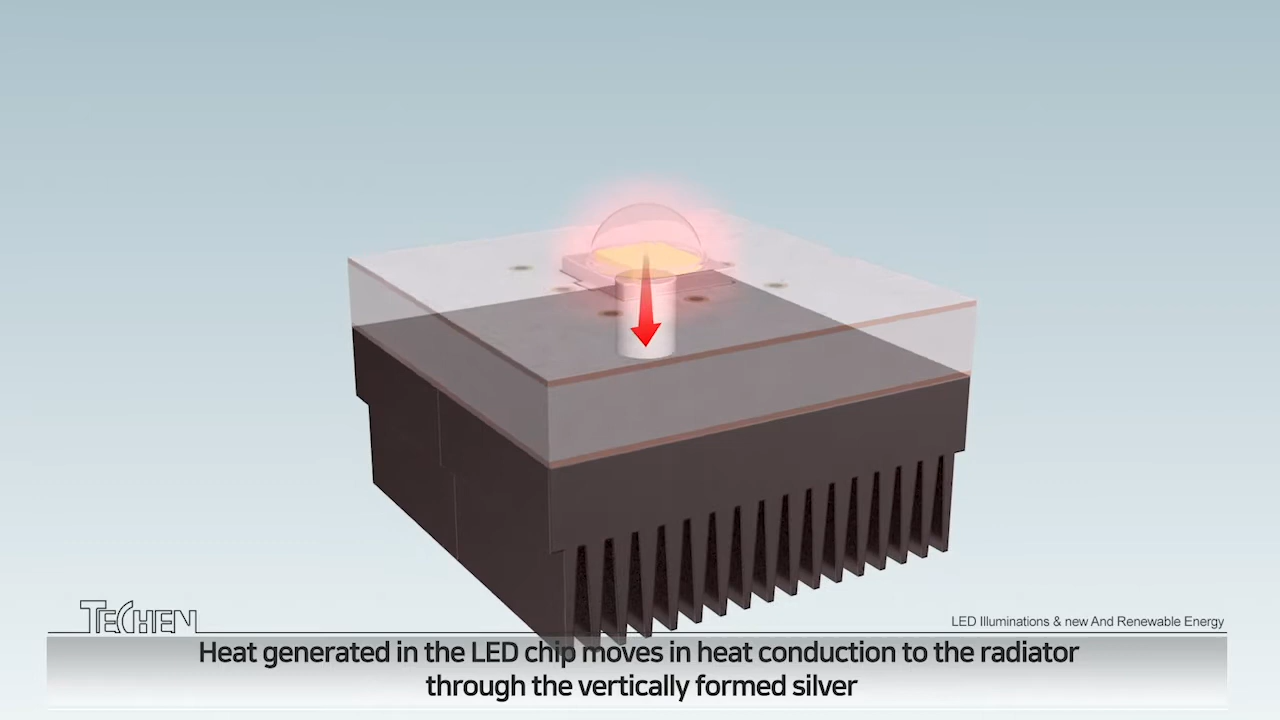 TECHEN
LED Illuminations & new And Renewable Energy
Heat generated in the LED chip moves in heat conduction to the radiator
through the vertically formed silver